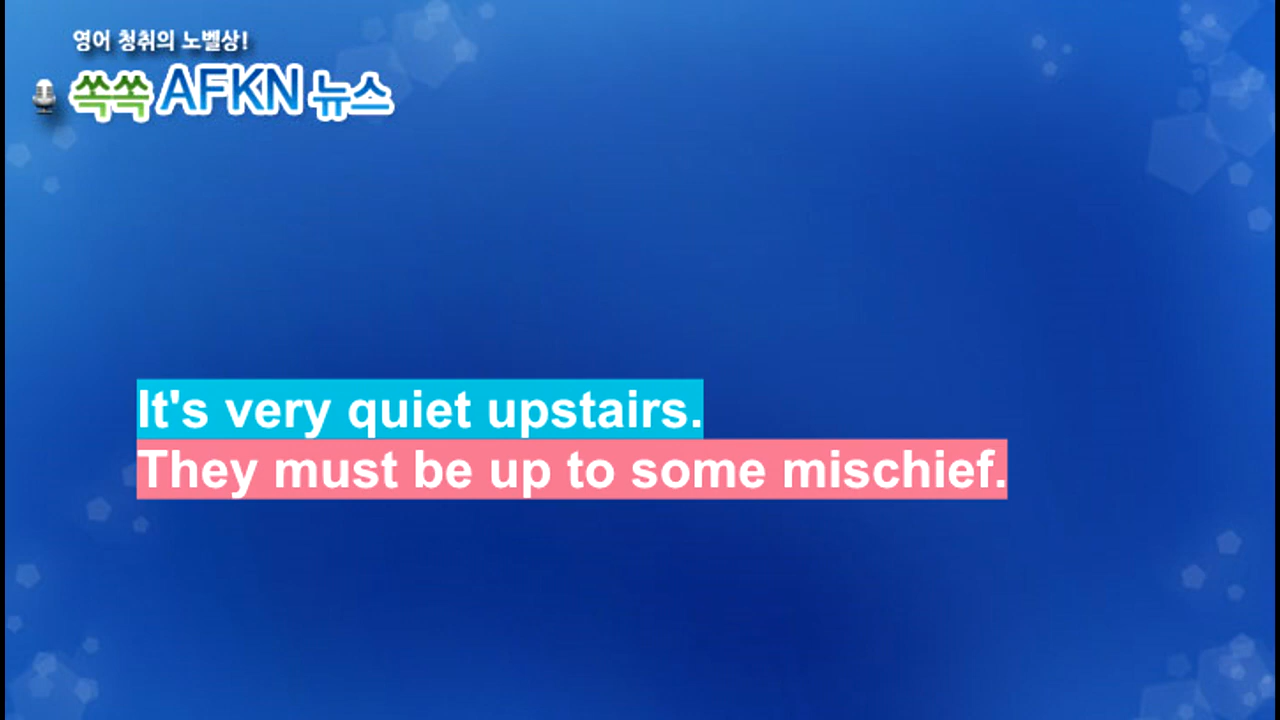 영어 청취의 노벨상!
쏙쏙 AFKN 뉴스
It's very quiet upstairs.
They must be up to some mischief.